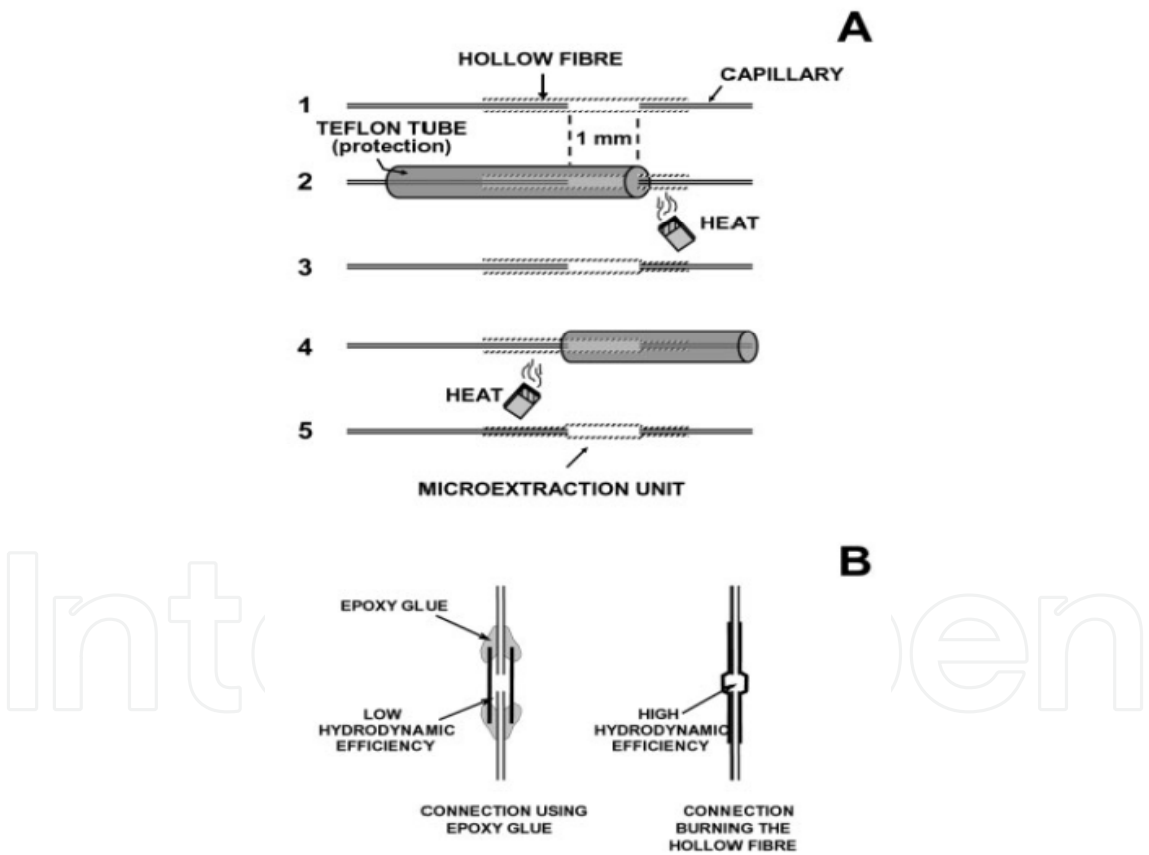 A
HOLLOW FIBRE
CAPILLARY
1
TEFLON TUBE
(protection)
1 mm
2
HEAT
3
4
HEAT
5
MICROEXTRACTION UNIT
B
EPOXY GLUE
LOW
HYDRODYNAMIC
EFFICIENCY
HIGH
HYDRODYNAMIC
EFFICIENCY
CONNECTION USING
EPOXY GLUE
CONNECTION
BURNING THE
HOLLOW FIBRE